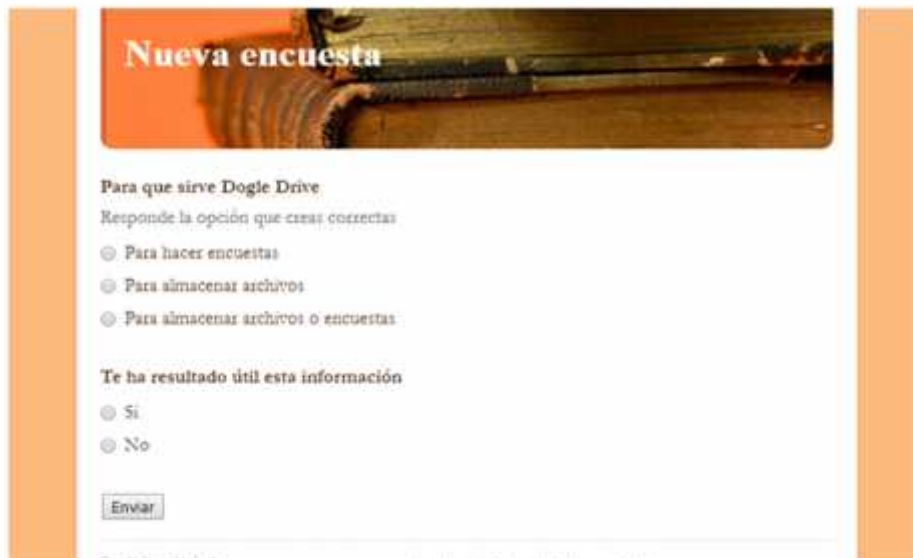 Nueva encuesta
Para que sirve Dogle Drive
Responde la opción que creas correctas
Para hacer encuestas
Para almacenar archivos
Para almacenar archivos o encuestas
Te ha resultado útil esta información
Si
No
Enviar